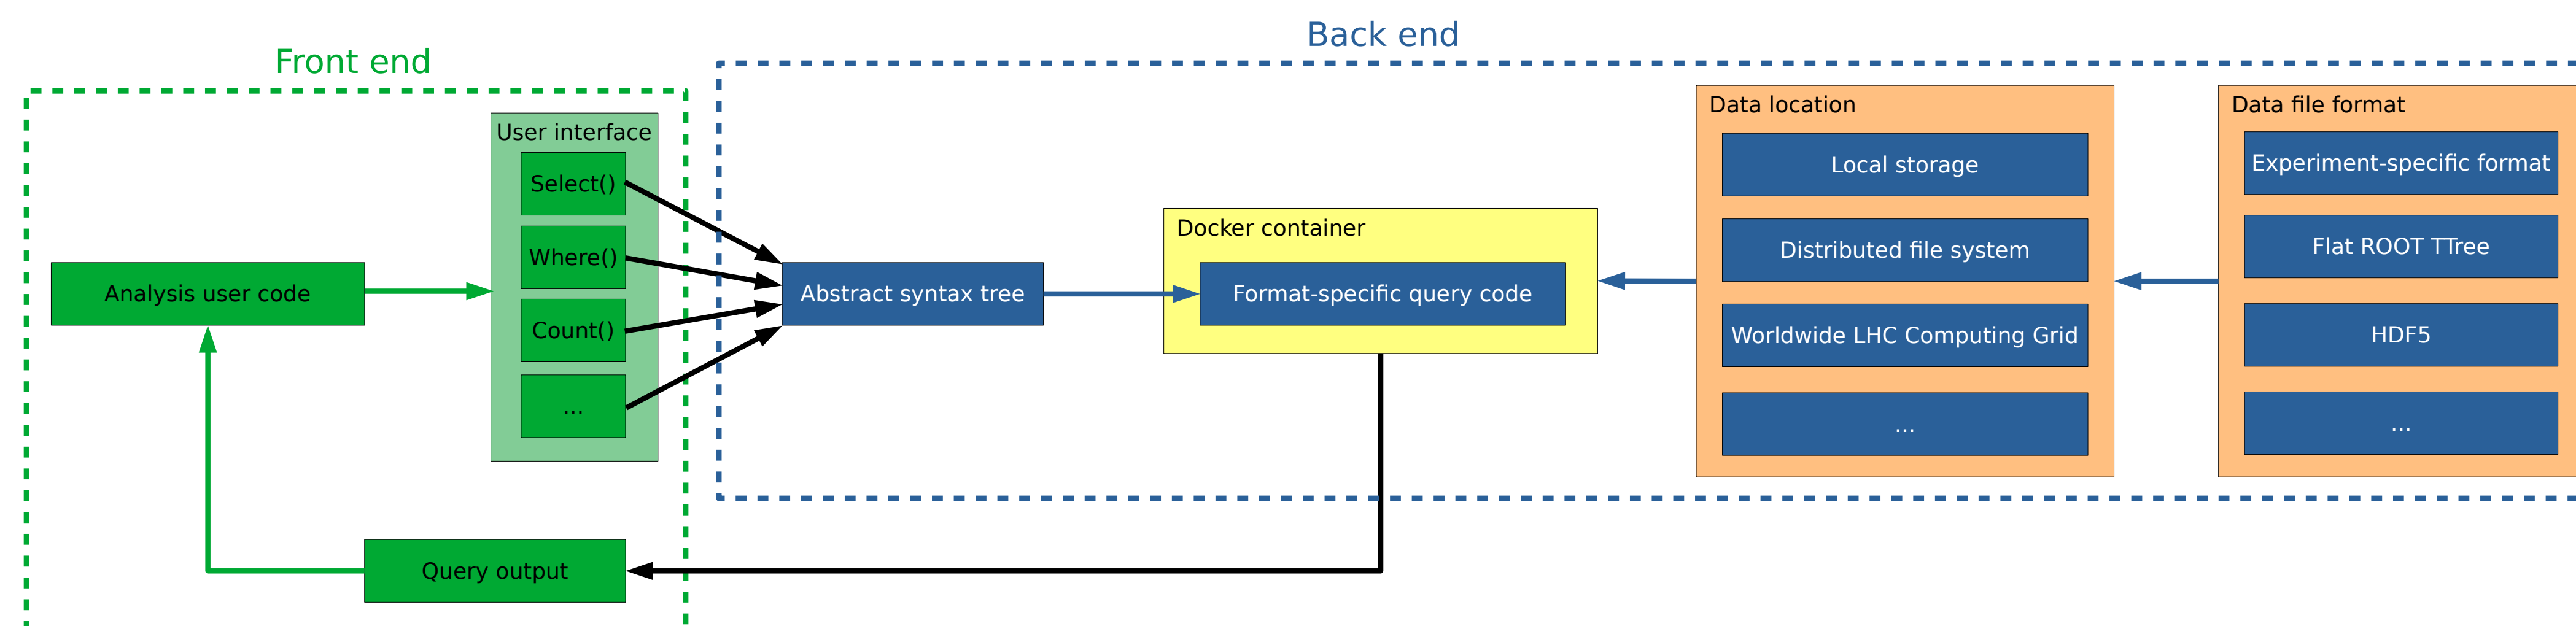 Front end
Back end
User interface
Select()
Where()
Count()
...
Analysis user code
Query output
Abstract syntax tree
Docker container
Format-specific query code
Data location
Local storage
Distributed file system
Worldwide LHC Computing Grid
...
Data file format
Experiment-specific format
Flat ROOT TTree
HDF5
...